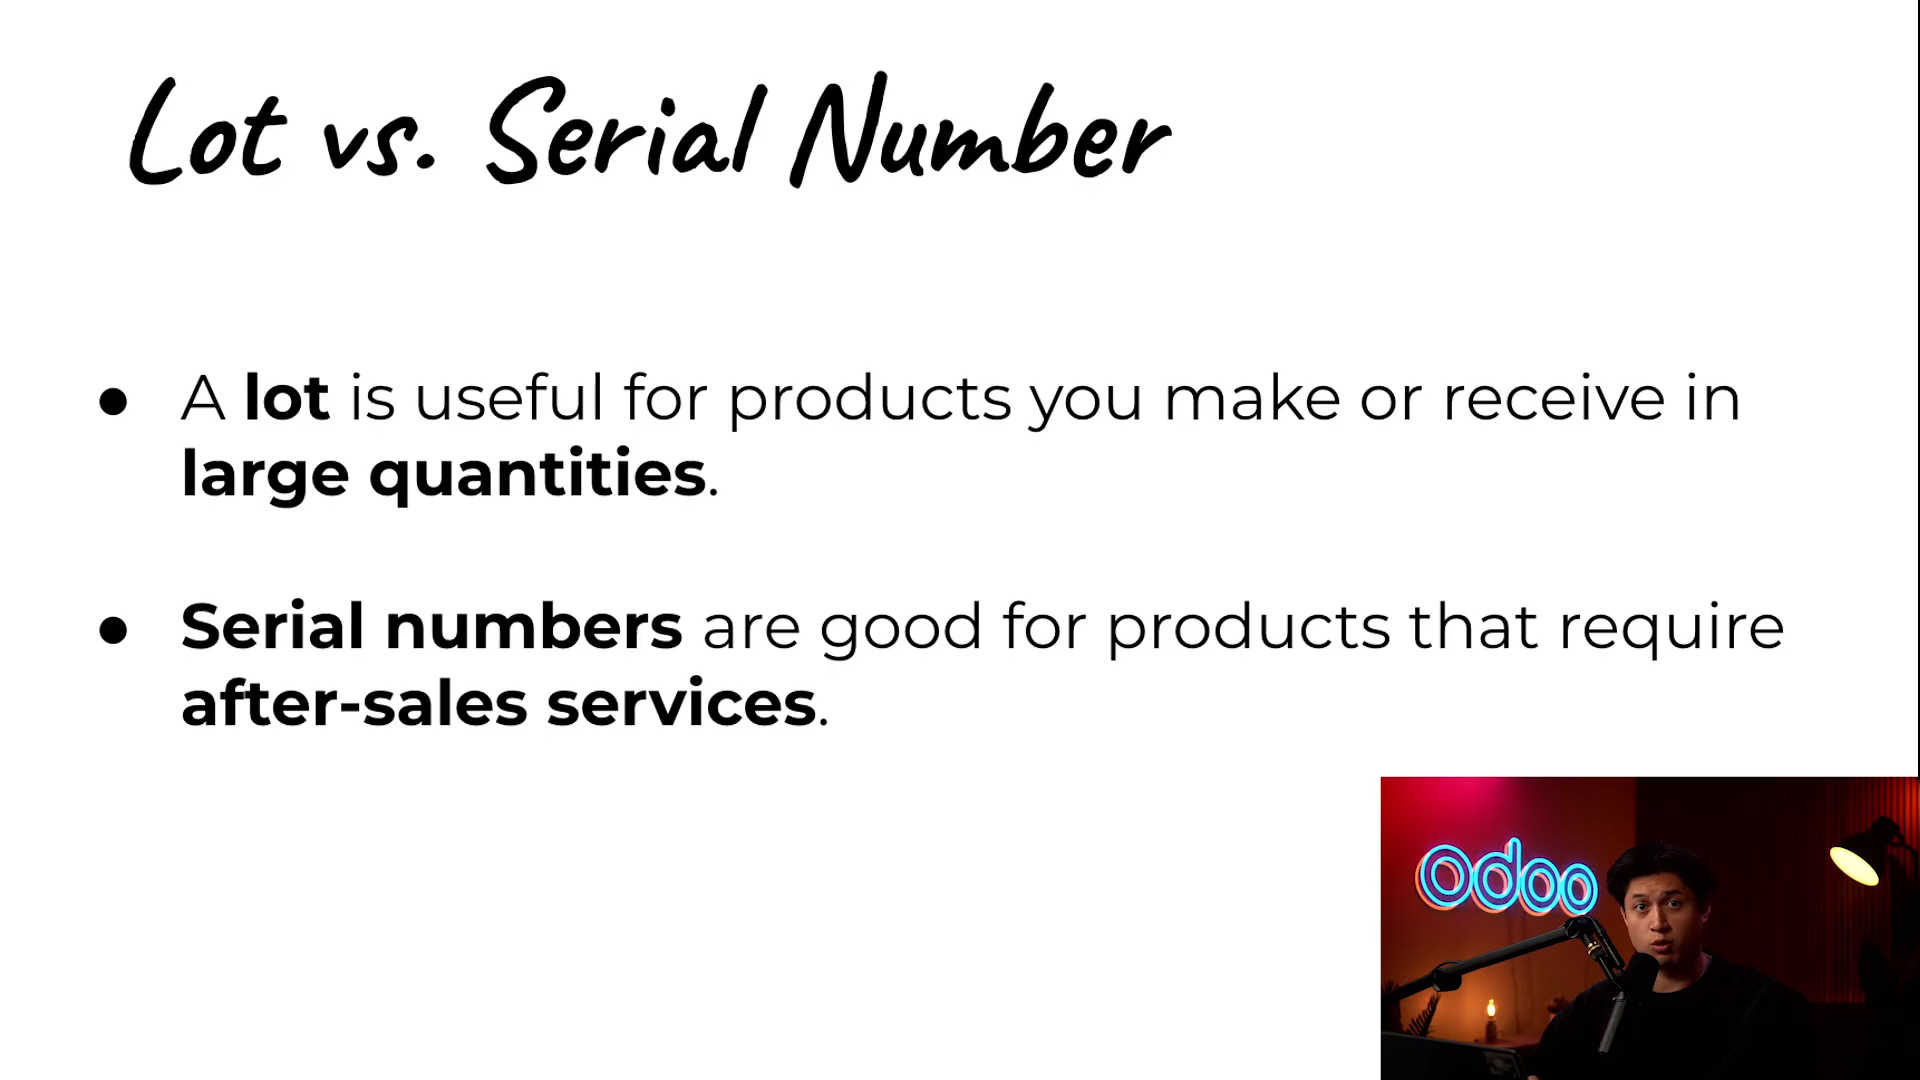 Lot vs. Serial Number
● A lot is useful for products you make or receive in
large quantities.
● Serial numbers are good for products that require
after-sales services.
odoo